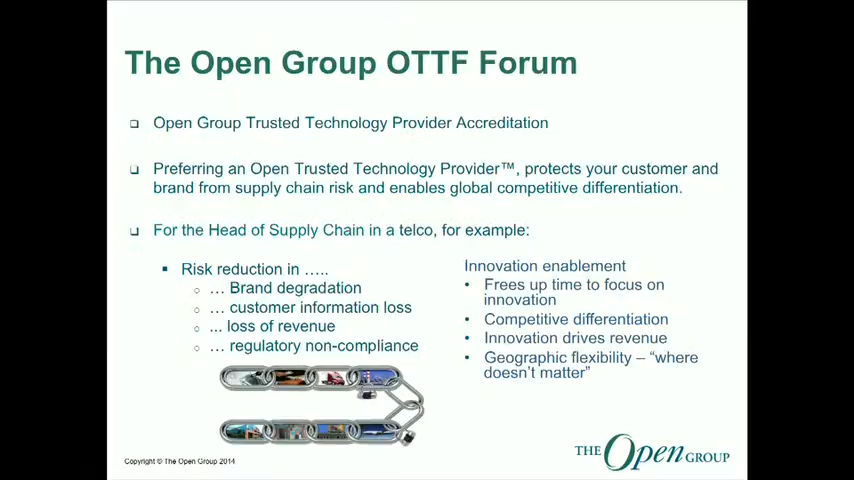 The Open Group OTTF Forum
Open Group Trusted Technology Provider Accreditation
Preferring an Open Trusted Technology Provider™, protects your customer and
brand from supply chain risk and enables global competitive differentiation.
For the Head of Supply Chain in a telco, for example:
Risk reduction in …..
… Brand degradation
… customer information loss
... loss of revenue
… regulatory non-compliance
Innovation enablement
Frees up time to focus on
innovation
Competitive differentiation
Innovation drives revenue
Geographic flexibility – “where
doesn't matter”
Copyright © The Open Group 2014
THE Open GROUP